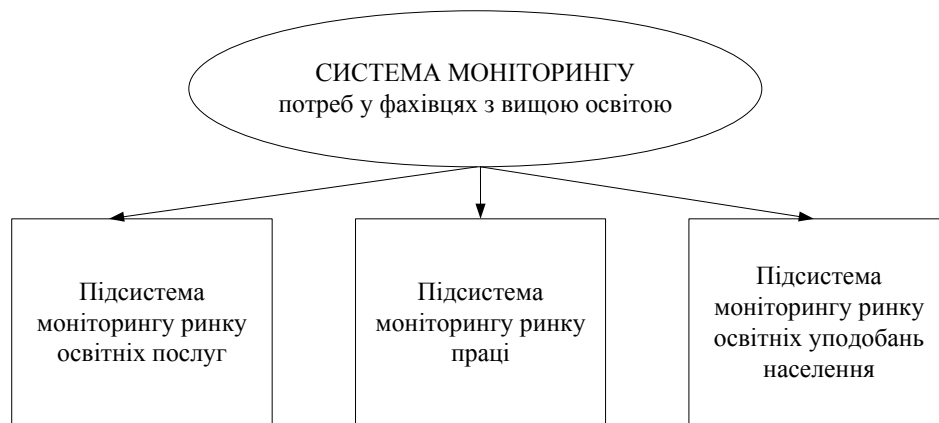 СИСТЕМА МОНІТОРИНГУ
потреб у фахівцях з вищою освітою
Підсистема
моніторингу ринку
освітніх послуг
Підсистема
моніторингу ринку
праці
Підсистема
моніторингу ринку
освітніх уподобань
населення